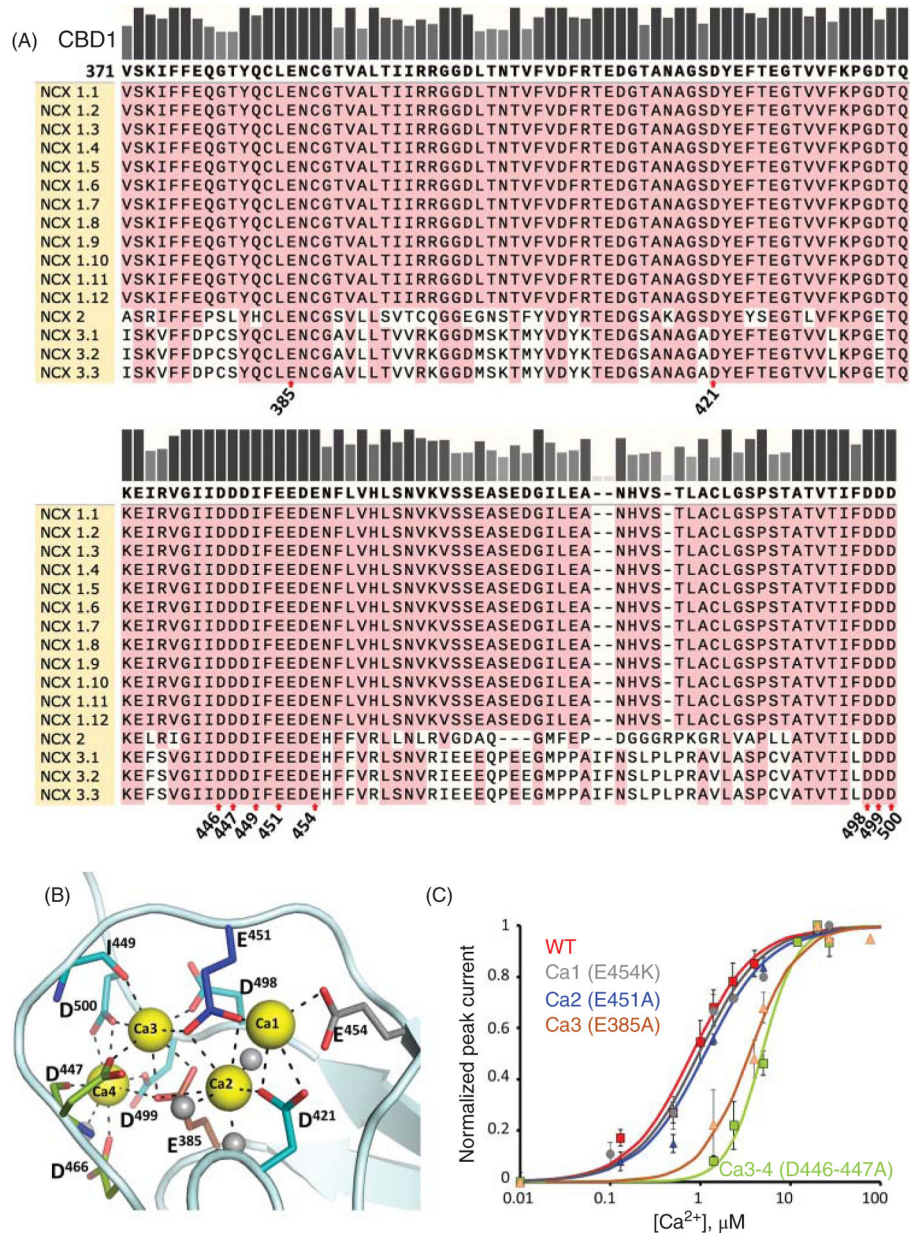 (A) CBD1
371 VSKIFFEQGTYQCLENCGTVALTIIRRGGDLTNTVFVDFRTEDGTANAGSDYEFTEGTVVFKPGDTQ
NCX 1.1 VSKIFFEQGTYQCLENCGTVALTIIRRGGDLTNTVFVDFRTEDGTANAGSDYEFTEGTVVFKPGDTQ
NCX 1.2 VSKIFFEQGTYQCLENCGTVALTIIRRGGDLTNTVFVDFRTEDGTANAGSDYEFTEGTVVFKPGDTQ
NCX 1.3 VSKIFFEQGTYQCLENCGTVALTIIRRGGDLTNTVFVDFRTEDGTANAGSDYEFTEGTVVFKPGDTQ
NCX 1.4 VSKIFFEQGTYQCLENCGTVALTIIRRGGDLTNTVFVDFRTEDGTANAGSDYEFTEGTVVFKPGDTQ
NCX 1.5 VSKIFFEQGTYQCLENCGTVALTIIRRGGDLTNTVFVDFRTEDGTANAGSDYEFTEGTVVFKPGDTQ
NCX 1.6 VSKIFFEQGTYQCLENCGTVALTIIRRGGDLTNTVFVDFRTEDGTANAGSDYEFTEGTVVFKPGDTQ
NCX 1.7 VSKIFFEQGTYQCLENCGTVALTIIRRGGDLTNTVFVDFRTEDGTANAGSDYEFTEGTVVFKPGDTQ
NCX 1.8 VSKIFFEQGTYQCLENCGTVALTIIRRGGDLTNTVFVDFRTEDGTANAGSDYEFTEGTVVFKPGDTQ
NCX 1.9 VSKIFFEQGTYQCLENCGTVALTIIRRGGDLTNTVFVDFRTEDGTANAGSDYEFTEGTVVFKPGDTQ
NCX 1.10 VSKIFFEQGTYQCLENCGTVALTIIRRGGDLTNTVFVDFRTEDGTANAGSDYEFTEGTVVFKPGDTQ
NCX 1.11 VSKIFFEQGTYQCLENCGTVALTIIRRGGDLTNTVFVDFRTEDGTANAGSDYEFTEGTVVFKPGDTQ
NCX 1.12 VSKIFFEQGTYQCLENCGTVALTIIRRGGDLTNTVFVDFRTEDGTANAGSDYEFTEGTVVFKPGDTQ
NCX 2 ASRIFFEPSLYHCLENCGSVLLSVTCQGGEGNSTFYVDYRTEDGSAKAGSDYEYSEGTLVFKPGETQ
NCX 3.1 ISKVFFDPCSYQCLENCGAVLLTVVRKGGDMSKTMYVDYKTEDGSANAGADYEFTEGTVVLKPGETQ
NCX 3.2 ISKVFFDPCSYQCLENCGAVLLTVVRKGGDMSKTMYVDYKTEDGSANAGADYEFTEGTVVLKPGETQ
NCX 3.3 ISKVFFDPCSYQCLENCGAVLLTVVRKGGDMSKTMYVDYKTEDGSANAGADYEFTEGTVVLKPGETQ
385 421
KEIRVGIIDDDIFEEDENFLVHLSNVKVSSEASEDGILEA--NHVS-TLACLGSPSTATVTIFDDD
NCX 1.1 KEIRVGIIDDDIFEEDENFLVHLSNVKVSSEASEDGILEA--NHVS-TLACLGSPSTATVTIFDDD
NCX 1.2 KEIRVGIIDDDIFEEDENFLVHLSNVKVSSEASEDGILEA--NHVS-TLACLGSPSTATVTIFDDD
NCX 1.3 KEIRVGIIDDDIFEEDENFLVHLSNVKVSSEASEDGILEA--NHVS-TLACLGSPSTATVTIFDDD
NCX 1.4 KEIRVGIIDDDIFEEDENFLVHLSNVKVSSEASEDGILEA--NHVS-TLACLGSPSTATVTIFDDD
NCX 1.5 KEIRVGIIDDDIFEEDENFLVHLSNVKVSSEASEDGILEA--NHVS-TLACLGSPSTATVTIFDDD
NCX 1.6 KEIRVGIIDDDIFEEDENFLVHLSNVKVSSEASEDGILEA--NHVS-TLACLGSPSTATVTIFDDD
NCX 1.7 KEIRVGIIDDDIFEEDENFLVHLSNVKVSSEASEDGILEA--NHVS-TLACLGSPSTATVTIFDDD
NCX 1.8 KEIRVGIIDDDIFEEDENFLVHLSNVKVSSEASEDGILEA--NHVS-TLACLGSPSTATVTIFDDD
NCX 1.9 KEIRVGIIDDDIFEEDENFLVHLSNVKVSSEASEDGILEA--NHVS-TLACLGSPSTATVTIFDDD
NCX 1.10 KEIRVGIIDDDIFEEDENFLVHLSNVKVSSEASEDGILEA--NHVS-TLACLGSPSTATVTIFDDD
NCX 1.11 KEIRVGIIDDDIFEEDENFLVHLSNVKVSSEASEDGILEA--NHVS-TLACLGSPSTATVTIFDDD
NCX 1.12 KEIRVGIIDDDIFEEDENFLVHLSNVKVSSEASEDGILEA--NHVS-TLACLGSPSTATVTIFDDD
NCX 2 KELRIGIIDDDIFEEDEHFFVRLLNLRVGDAQ---GMFEP--DGGGRPKGRLVAPLLATVTILDDD
NCX 3.1 KEFSVGIIDDDIFEEDEHFFVRLSNVRIEEEQPEEGMPPAIFNSLPLPRAVLASPCVATVTILDDD
NCX 3.2 KEFSVGIIDDDIFEEDEHFFVRLSNVRIEEEQPEEGMPPAIFNSLPLPRAVLASPCVATVTILDDD
NCX 3.3 KEFSVGIIDDDIFEEDEHFFVRLSNVRIEEEQPEEGMPPAIFNSLPLPRAVLASPCVATVTILDDD
446 447 449 451 454 498 499 500
(B)
I449
E451
D500
D498
Ca3
Ca1
E454
D447
Ca4
Ca2
D499
D421
E385
D466
(C)
Normalized peak current
1
0.8
0.6
0.4
0.2
0
WT
Ca1 (E454K)
Ca2 (E451A)
Ca3 (E385A)
Ca3-4 (D446-447A)
0.01 0.1 1 10 100
[Ca2+], μM